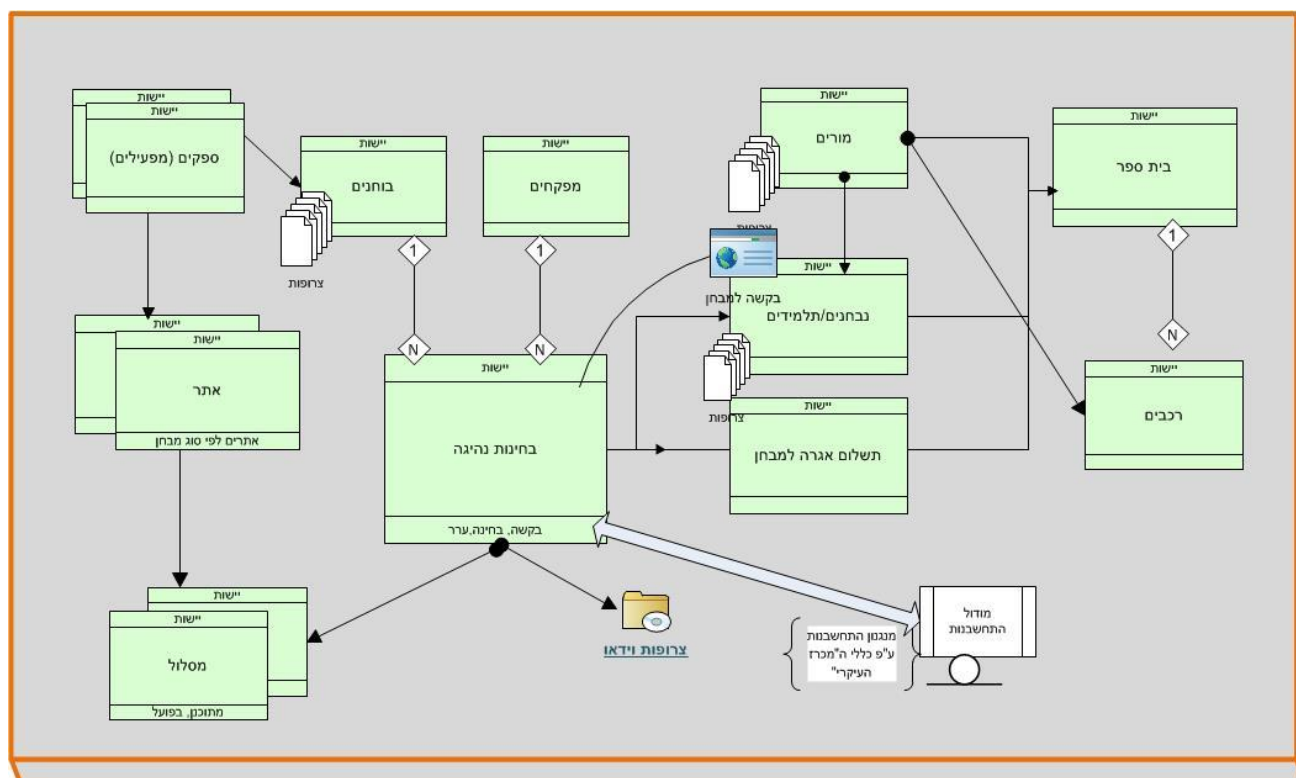 יישות
יישות
ספקים (מפעילים)
יישות
בוחנים
צרופות
יישות
מפקחים
יישות
מורים
צרופות
יישות
בית ספר
1
1
1
N
N
N
בקשה למבחן
יישות
נבחנים/תלמידים
צרופות
יישות
יישות
אתר
אתרים לפי סוג מבחן
יישות
בחינות נהיגה
בקשה, בחינה,ערר
יישות
תשלום אגרה למבחן
יישות
רכבים
יישות
יישות
מסלול
מתוכנן, בפועל
צרופות וידאו
מנגנון התחשבנות
ע"פ כללי ה"מכרז
העיקרי"
מודול
התחשבנות